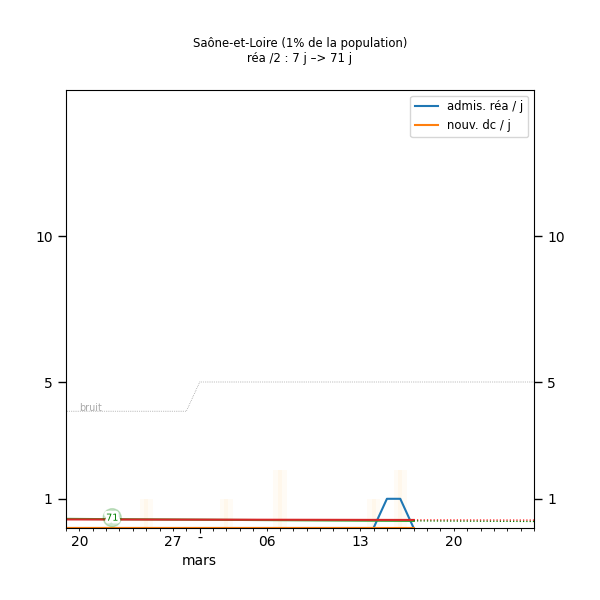 Saône-et-Loire (1% de la population)
réa /2 : 7 j –> 71 j
admis. réa / j
nouv. dc / j
10 10
5 5
bruit
1 1
71
20 27 - 06 13 20
mars